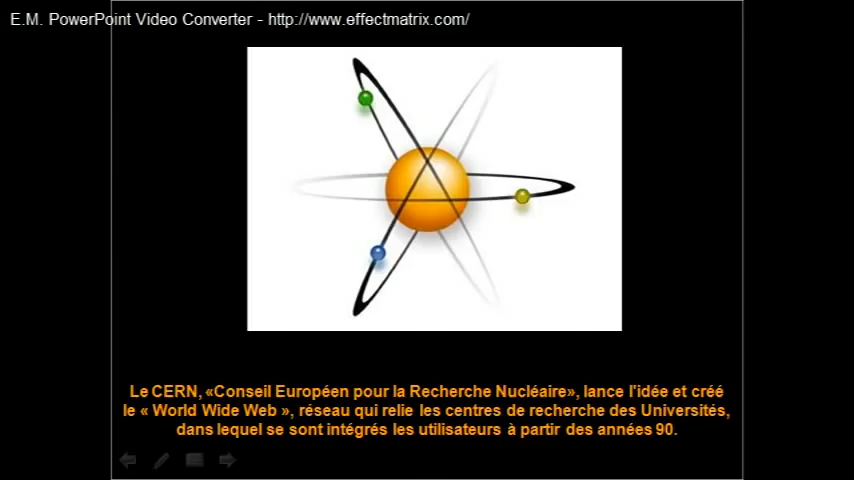 E.M. PowerPoint Video Converter - http://www.effectmatrix.com/
Le CERN, «Conseil Européen pour la Recherche Nucléaire», lance l'idée et créé
le « World Wide Web », réseau qui relie les centres de recherche des Universités,
dans lequel se sont intégrés les utilisateurs à partir des années 90.